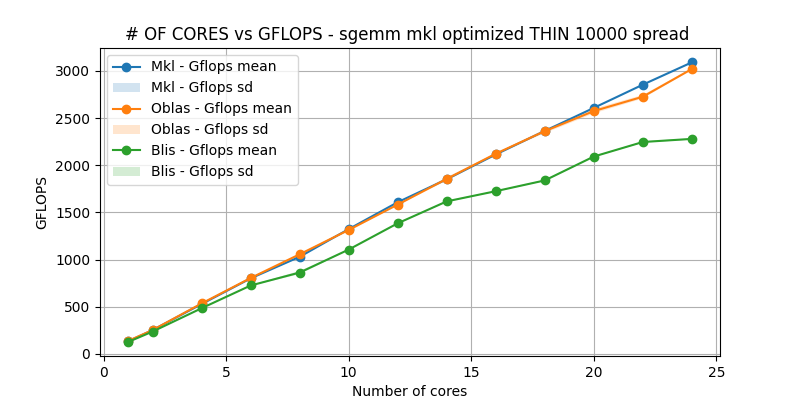 # OF CORES vs GFLOPS - sgemm mkl optimized THIN 10000 spread
Mkl - Gflops mean
Mkl - Gflops sd
Oblas - Gflops mean
Oblas - Gflops sd
Blis - Gflops mean
Blis - Gflops sd
GFLOPS
3000
2500
2000
1500
1000
500
0
0
5
10
15
20
25
Number of cores